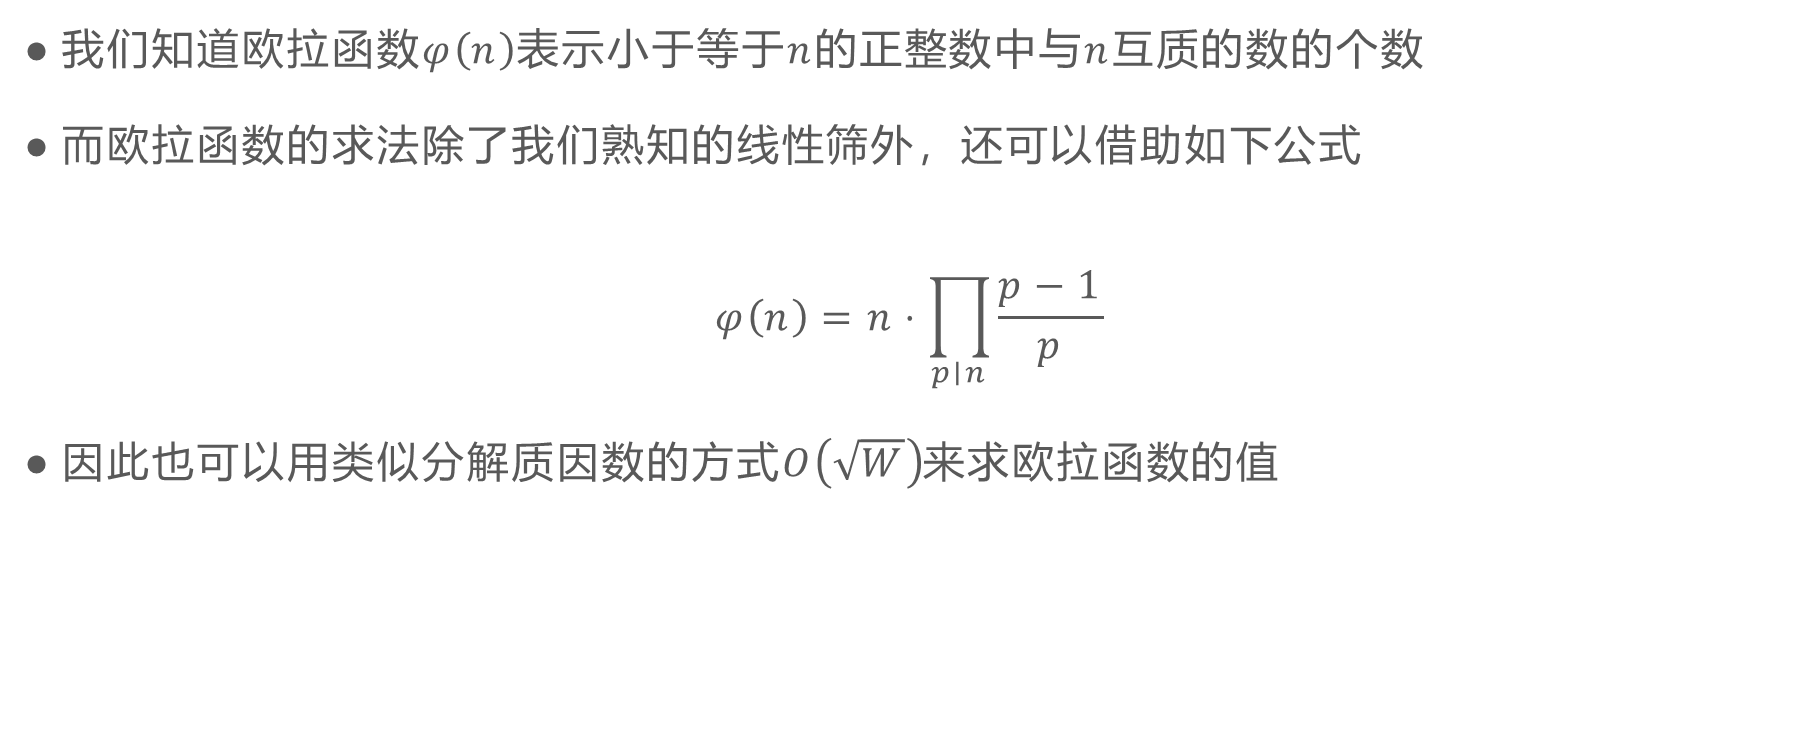 ● 我们知道欧拉函数φ(n)表示小于等于n的正整数中与n互质的数的个数
● 而欧拉函数的求法除了我们熟知的线性筛外，还可以借助如下公式
φ(n) = n · ∏_{p|n} \frac{p − 1}{p}
● 因此也可以用类似分解质因数的方式O(√W)来求欧拉函数的值